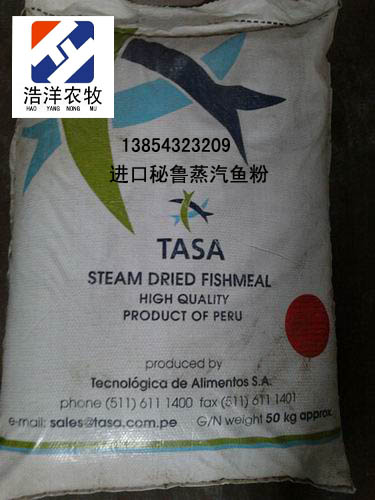 浩洋农牧
HAO YANG NONG MU
13854323209
进口秘鲁蒸汽鱼粉
TASA
STEAM DRIED FISHMEAL
HIGH QUALITY
PRODUCT OF PERU
produced by
Tecnológica de Alimentos S.A.
phone (511) 611 1400 fax (511) 611 1401
e-mail: sales@tasa.com.pe G/N weight 50 kg approx.